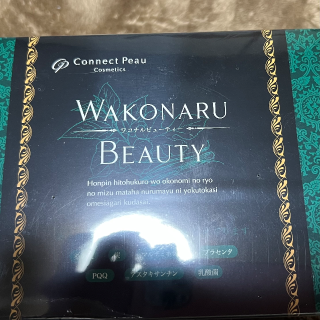 Connect Peau
Cosmetics
WAKONARU
ワコナルビューティー
BEAUTY
Honpin hitohukuro wo okonomi no ryo
no mizu mataha nurumayu ni yokutokasi
omesiagari kudasai.
プラセンタ
PQQ アスタキサンチン 乳酸菌